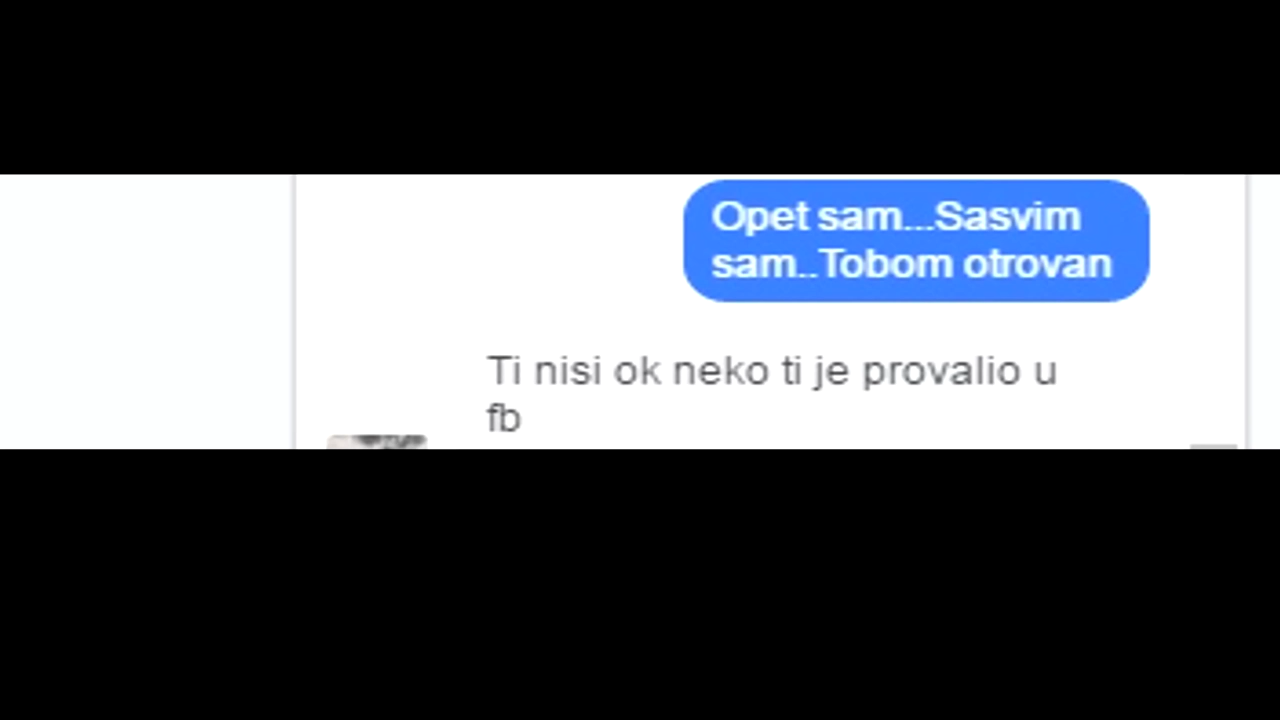 Opet sam...Sasvim
sam..Tobom otrovan
Ti nisi ok neko ti je provalio u
fb